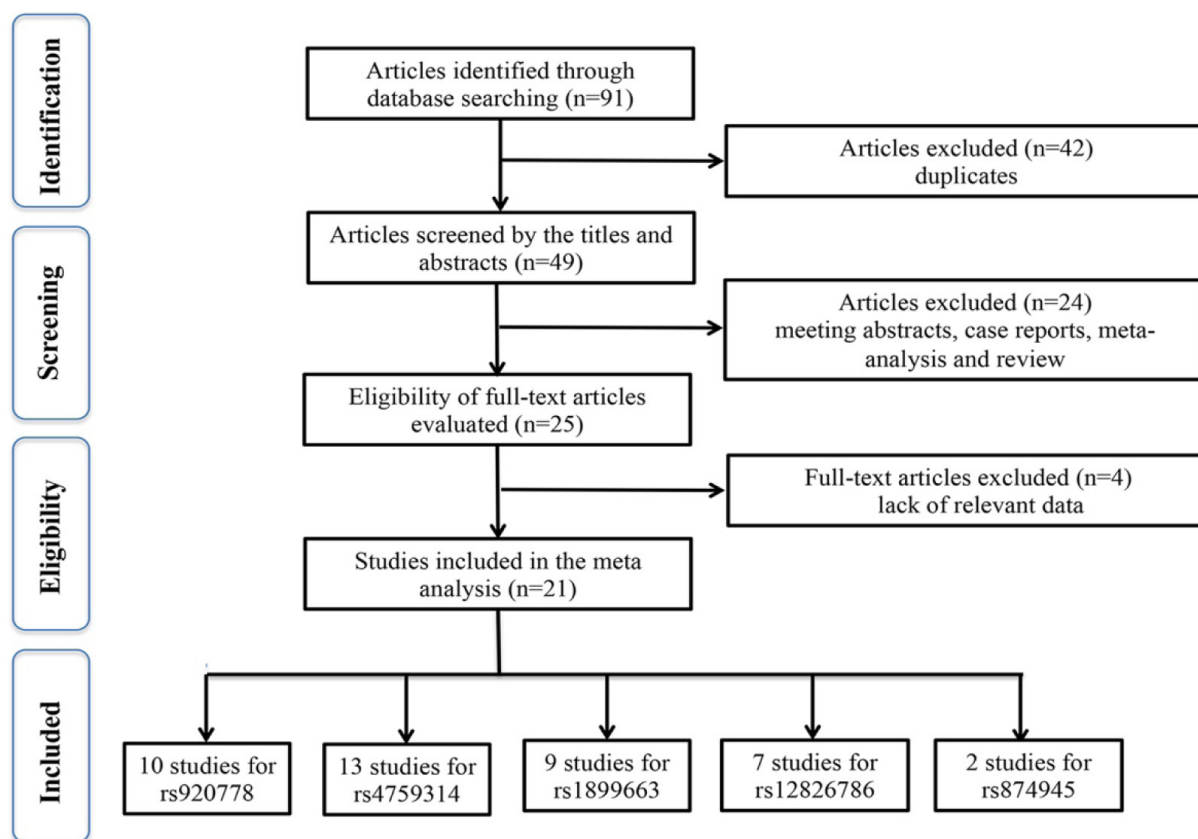 Identification
Articles identified through
database searching (n=91)
Articles excluded (n=42)
duplicates
Screening
Articles screened by the titles and
abstracts (n=49)
Articles excluded (n=24)
meeting abstracts, case reports, meta-
analysis and review
Eligibility of full-text articles
evaluated (n=25)
Eligibility
Full-text articles excluded (n=4)
lack of relevant data
Studies included in the meta
analysis (n=21)
Included
10 studies for
rs920778
13 studies for
rs4759314
9 studies for
rs1899663
7 studies for
rs12826786
2 studies for
rs874945